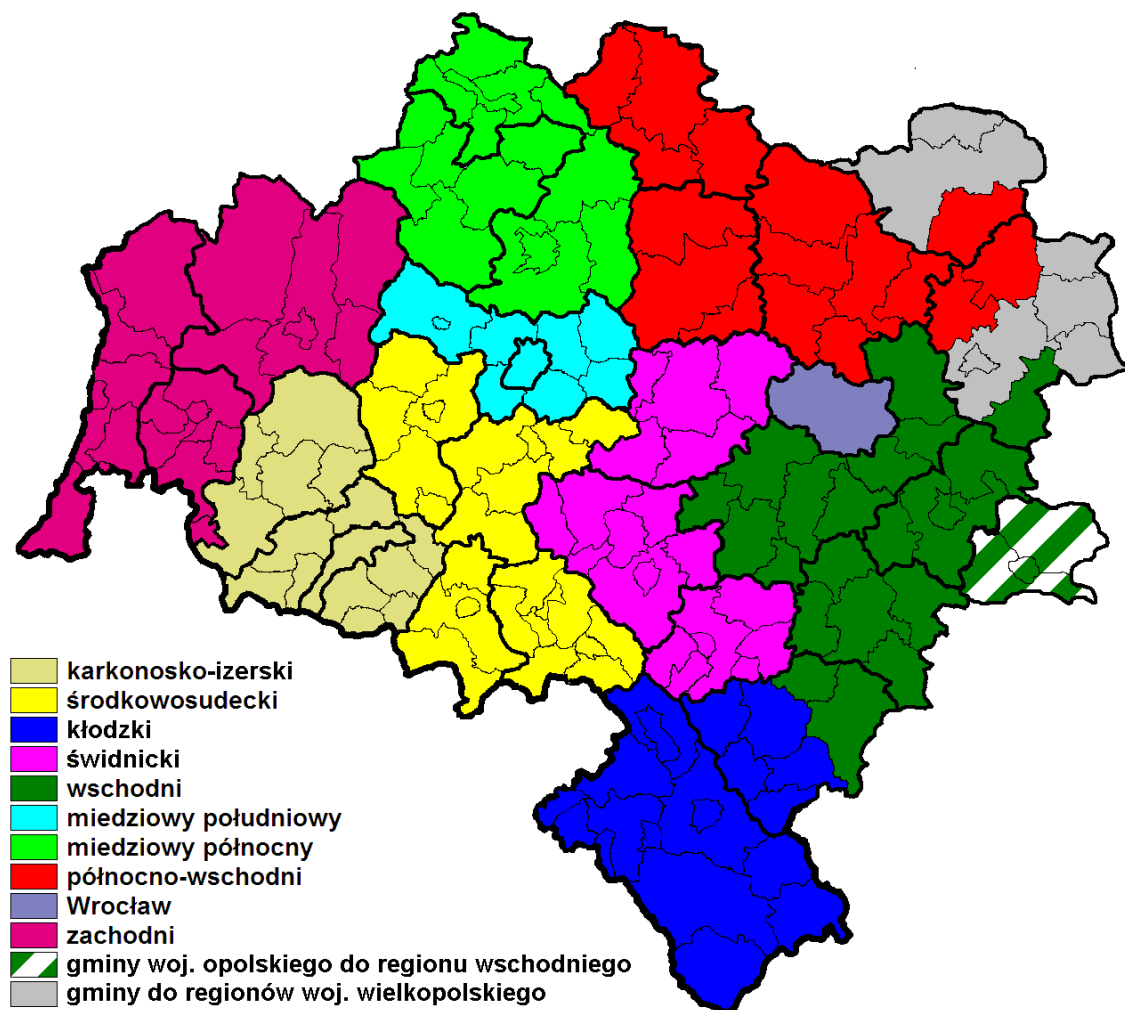 karkonosko-izerski
środkowosudecki
kłodzki
świdnicki
wschodni
miedziowy południowy
miedziowy północny
północno-wschodni
Wrocław
zachodni
gminy woj. opolskiego do regionu wschodniego
gminy do regionów woj. wielkopolskiego